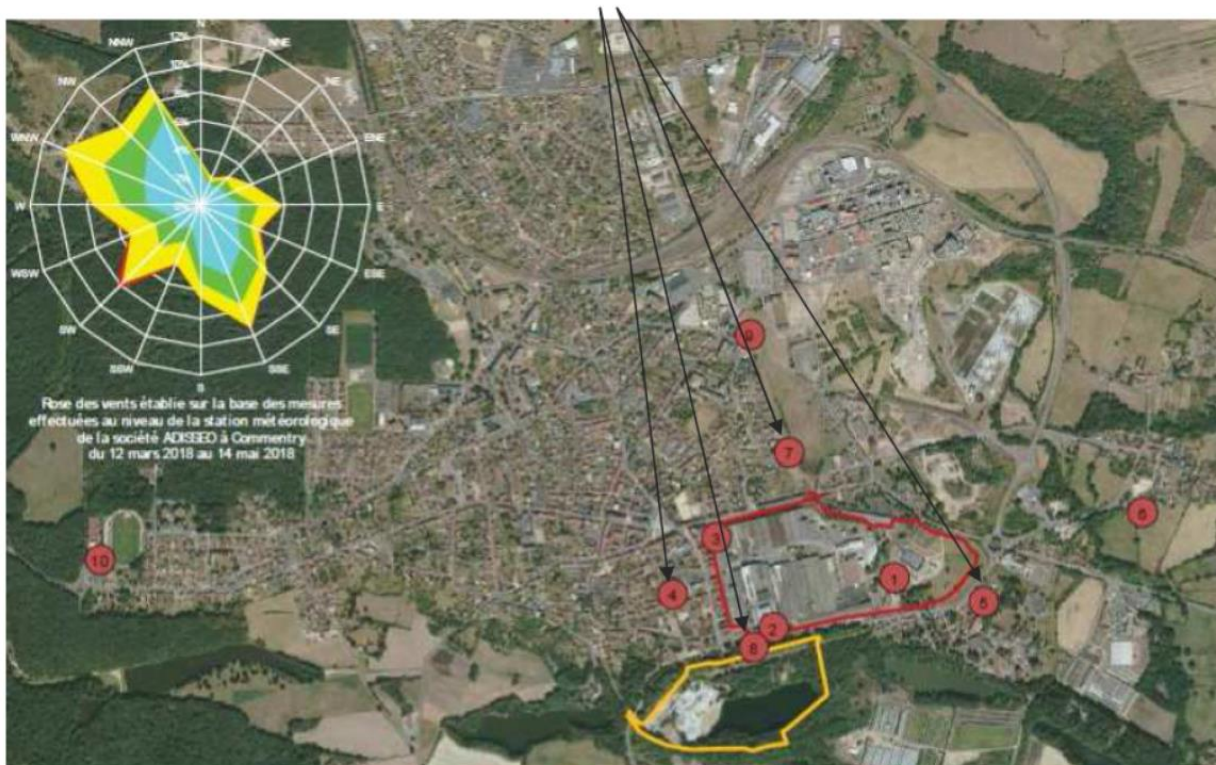 N
NNW
12%
NNE
NW
10%
NE
WNW
ENE
W
E
WSW
ESE
SW
SE
SSW
SSE
S
Rose des vents établie sur la base des mesures
effectuées au niveau de la station météorologique
de la société ADISSEO à Commentry
du 12 mars 2018 au 14 mai 2018
9
7
6
3
10
1
4
5
2
8